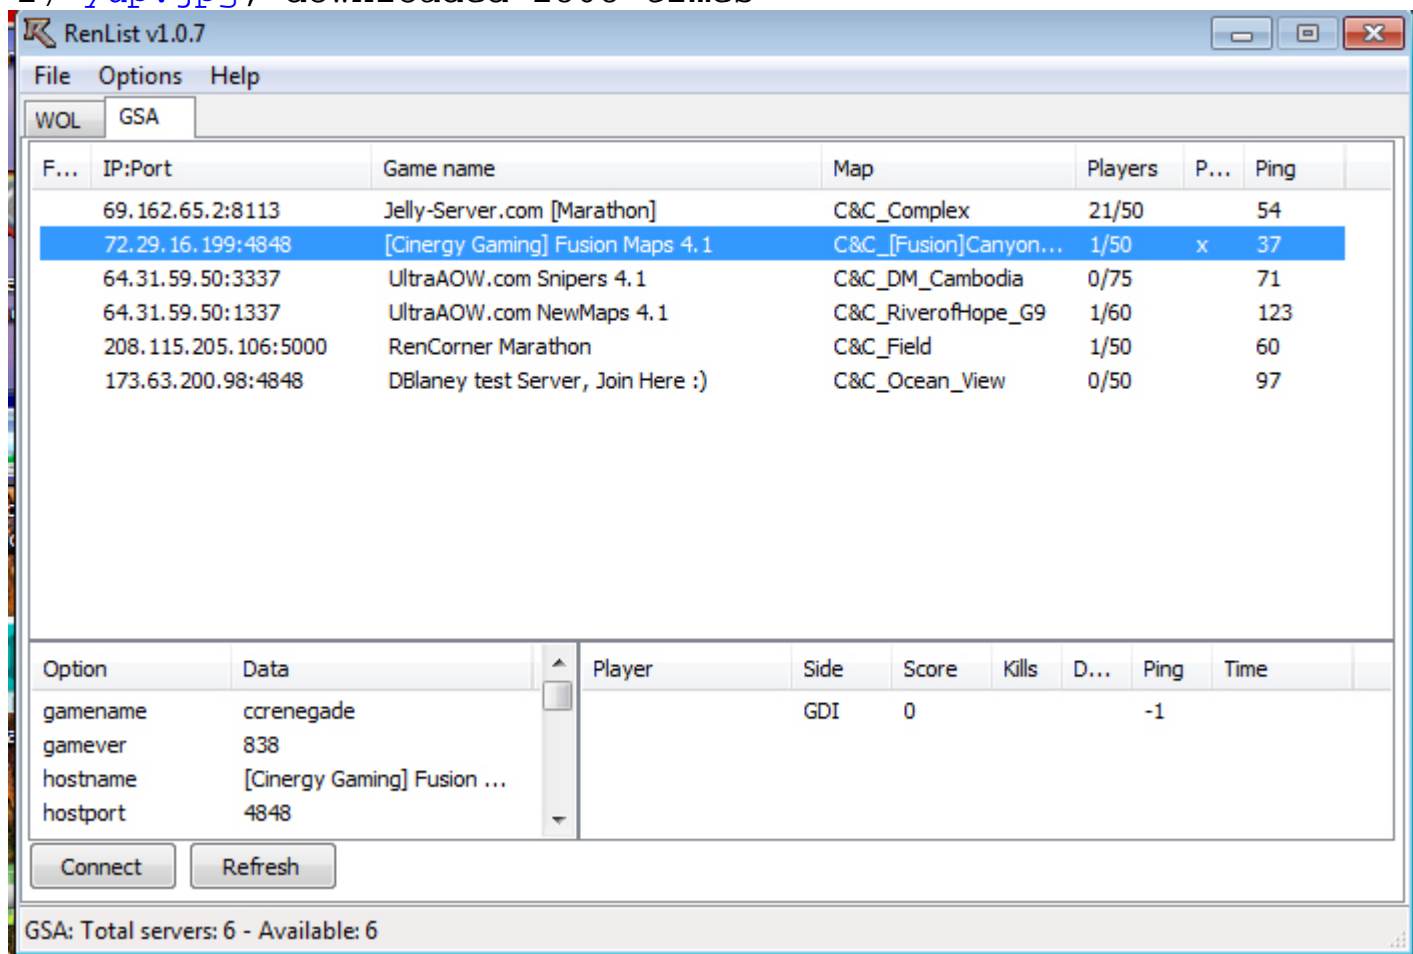 RenList v1.0.7
File Options Help
WOL GSA
F... IP:Port Game name Map Players P... Ping
69.162.65.2:8113 Jelly-Server.com [Marathon] C&C_Complex 21/50 54
72.29.16.199:4848 [Cinergy Gaming] Fusion Maps 4.1 C&C_[Fusion]Canyon... 1/50 x 37
64.31.59.50:3337 UltraAOW.com Snipers 4.1 C&C_DM_Cambodia 0/75 71
64.31.59.50:1337 UltraAOW.com NewMaps 4.1 C&C_RiverofHope_G9 1/60 123
208.115.205.106:5000 RenCorner Marathon C&C_Field 1/50 60
173.63.200.98:4848 DBlaney test Server, Join Here :) C&C_Ocean_View 0/50 97
Option Data Player Side Score Kills D... Ping Time
gamename ccrenegade GDI 0 -1
gamever 838
hostname [Cinergy Gaming] Fusion ...
hostport 4848
Connect Refresh
GSA: Total servers: 6 - Available: 6